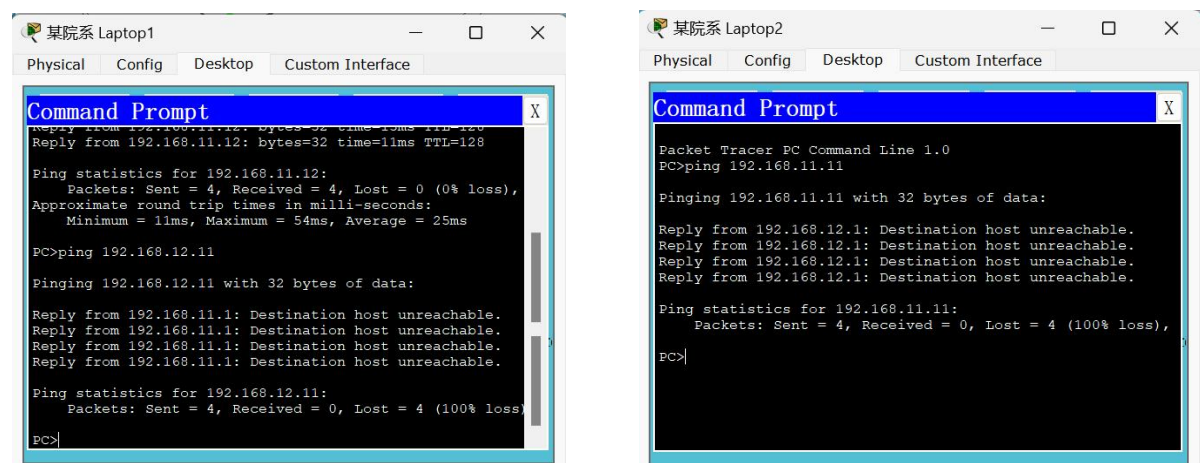 某院系 Laptop1
Physical Config Desktop Custom Interface
Command Prompt X
Reply from 192.168.11.12: bytes=32 time=11ms TTL=128
Ping statistics for 192.168.11.12:
Packets: Sent = 4, Received = 4, Lost = 0 (0% loss),
Approximate round trip times in milli-seconds:
Minimum = 11ms, Maximum = 54ms, Average = 25ms
PC>ping 192.168.12.11
Pinging 192.168.12.11 with 32 bytes of data:
Reply from 192.168.11.1: Destination host unreachable.
Reply from 192.168.11.1: Destination host unreachable.
Reply from 192.168.11.1: Destination host unreachable.
Reply from 192.168.11.1: Destination host unreachable.
Ping statistics for 192.168.12.11:
Packets: Sent = 4, Received = 0, Lost = 4 (100% loss)
PC>
某院系 Laptop2
Physical Config Desktop Custom Interface
Command Prompt X
Packet Tracer PC Command Line 1.0
PC>ping 192.168.11.11
Pinging 192.168.11.11 with 32 bytes of data:
Reply from 192.168.12.1: Destination host unreachable.
Reply from 192.168.12.1: Destination host unreachable.
Reply from 192.168.12.1: Destination host unreachable.
Reply from 192.168.12.1: Destination host unreachable.
Ping statistics for 192.168.11.11:
Packets: Sent = 4, Received = 0, Lost = 4 (100% loss),
PC>